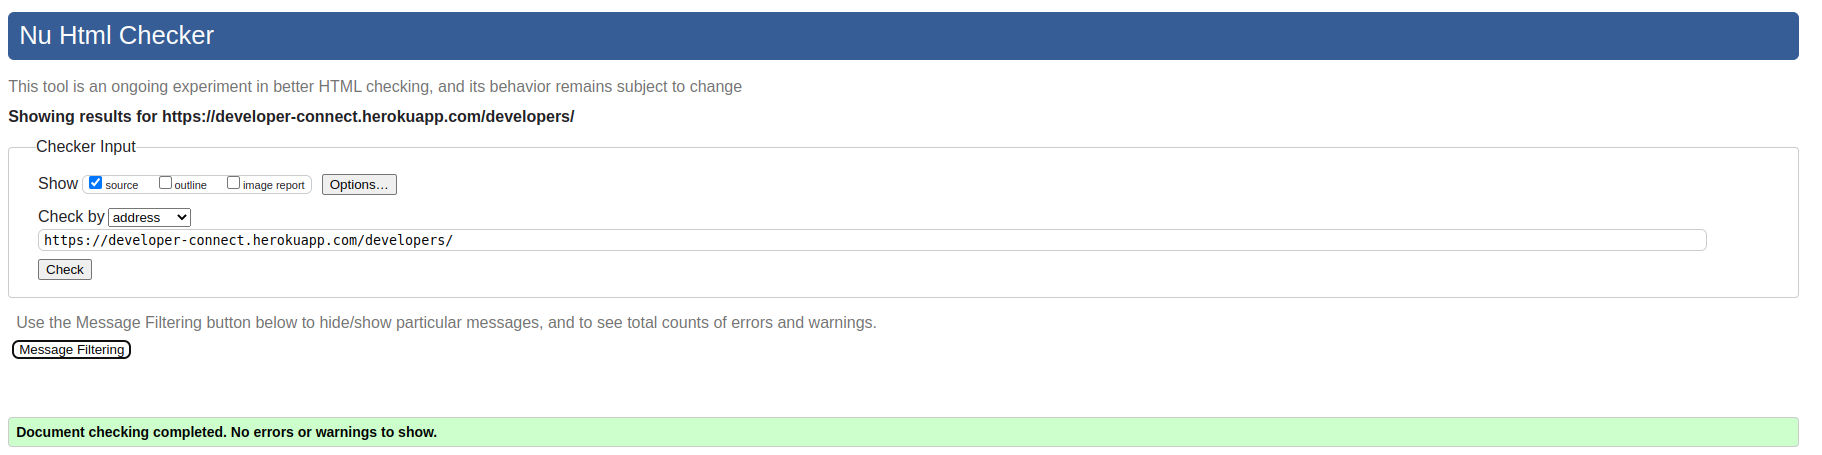 Nu Html Checker
This tool is an ongoing experiment in better HTML checking, and its behavior remains subject to change
Showing results for https://developer-connect.herokuapp.com/developers/
Checker Input
Show source outline image report Options...
Check by address
https://developer-connect.herokuapp.com/developers/
Check
Use the Message Filtering button below to hide/show particular messages, and to see total counts of errors and warnings.
Message Filtering
Document checking completed. No errors or warnings to show.